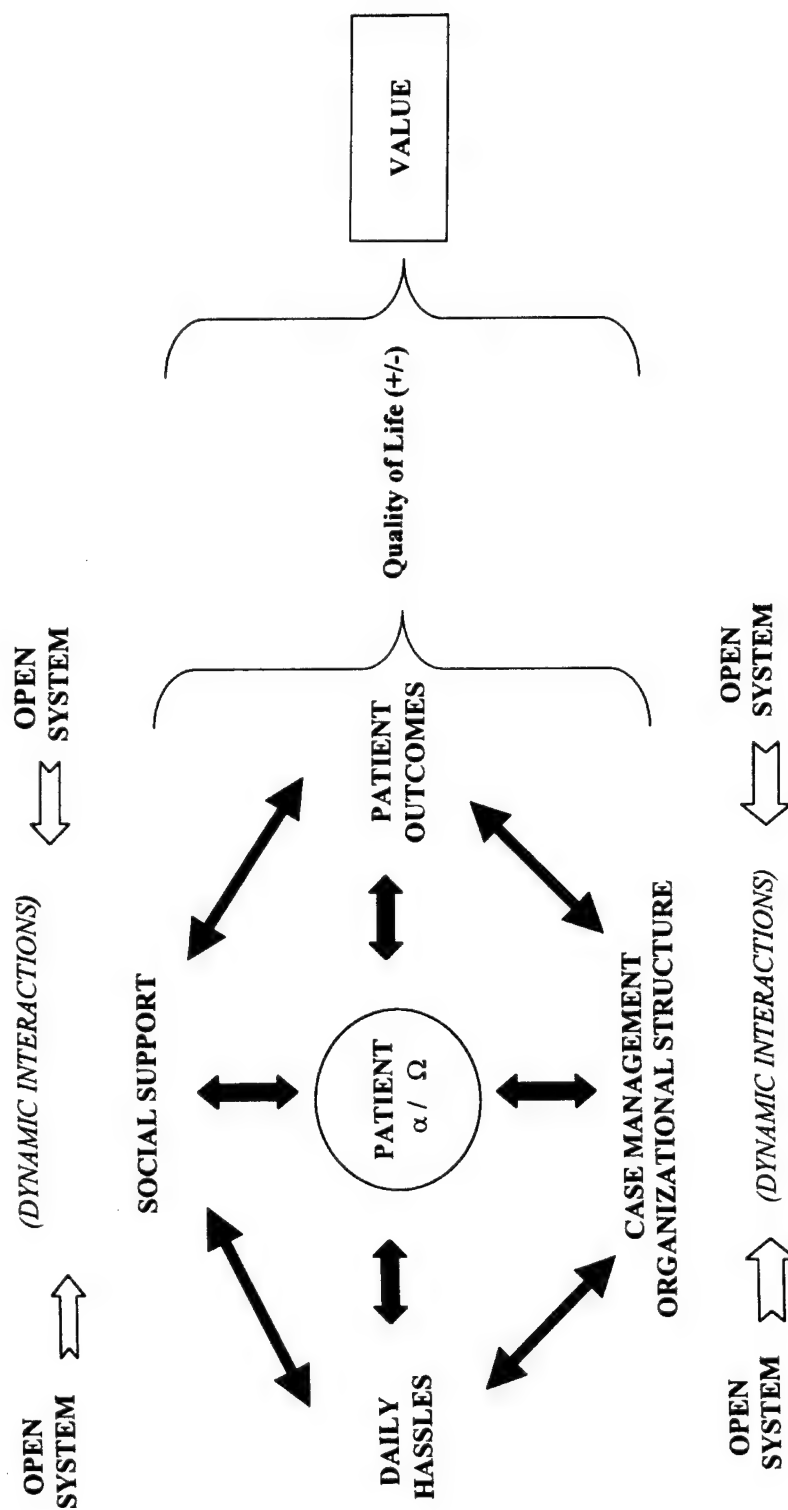 OPEN
SYSTEM
(DYNAMIC INTERACTIONS)
OPEN
SYSTEM
SOCIAL SUPPORT
DAILY
HASSLES
PATIENT
α / Ω
PATIENT
OUTCOMES
Quality of Life (+/-)
VALUE
CASE MANAGEMENT
ORGANIZATIONAL STRUCTURE
OPEN
SYSTEM
(DYNAMIC INTERACTIONS)
OPEN
SYSTEM